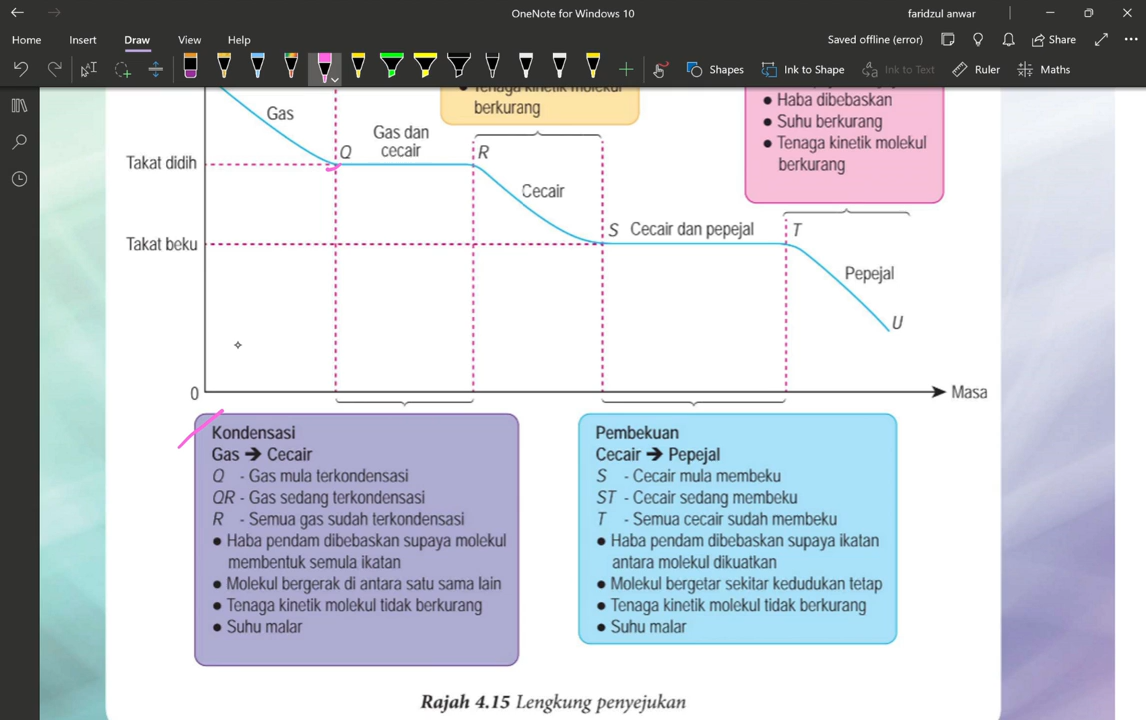 OneNote for Windows 10
faridzul anwar
Home Insert Draw View Help
Saved offline (error)
Share
Shapes
Ink to Shape
Ink to Text
Ruler
Maths
Tenaga kinetik molekul
berkurang
• Haba dibebaskan
• Suhu berkurang
• Tenaga kinetik molekul
berkurang
Gas
Gas dan
cecair
Q
R
Takat didih
Cecair
S
Cecair dan pepejal
T
Takat beku
Pepejal
U
0
Masa
Kondensasi
Gas ➔ Cecair
Q - Gas mula terkondensasi
QR - Gas sedang terkondensasi
R - Semua gas sudah terkondensasi
• Haba pendam dibebaskan supaya molekul
membentuk semula ikatan
• Molekul bergerak di antara satu sama lain
• Tenaga kinetik molekul tidak berkurang
• Suhu malar
Pembekuan
Cecair ➔ Pepejal
S - Cecair mula membeku
ST - Cecair sedang membeku
T - Semua cecair sudah membeku
• Haba pendam dibebaskan supaya ikatan
antara molekul dikuatkan
• Molekul bergetar sekitar kedudukan tetap
• Tenaga kinetik molekul tidak berkurang
• Suhu malar
Rajah 4.15 Lengkung penyejukan